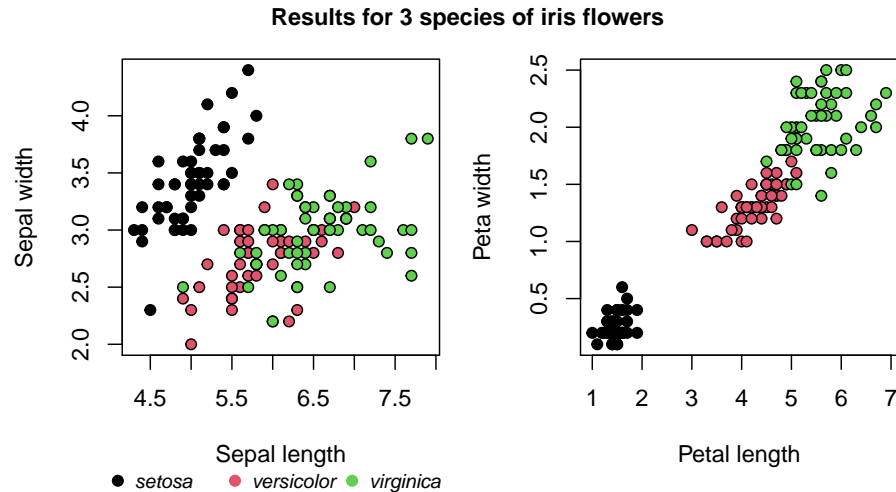 Results for 3 species of iris flowers
Sepal width
2.0 2.5 3.0 3.5 4.0
4.5 5.5 6.5 7.5
Sepal length
Peta width
0.5 1.0 1.5 2.0 2.5
1 2 3 4 5 6 7
Petal length
setosa versicolor virginica